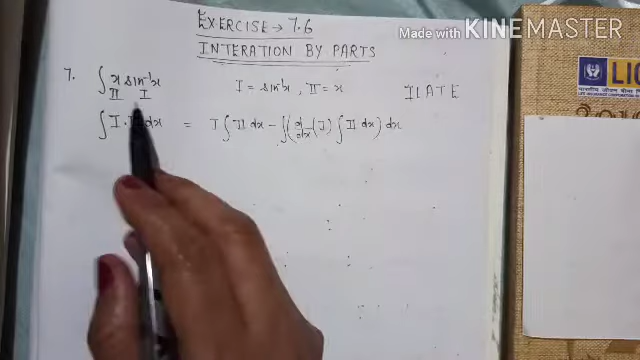 Made with KINEMASTER
EXERCISE → 7.6
INTERATION BY PARTS
7. ∫ x sin⁻¹x I = sin⁻¹x , II = x ILATE
II I
∫ I · II dx = I ∫ II dx − ∫ (d/dx (I) ∫ II dx) dx
LIC